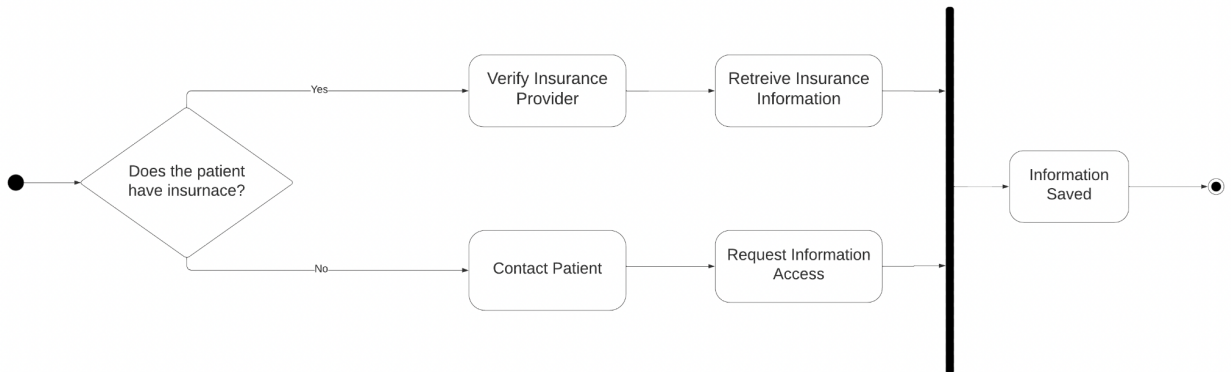 Does the patient
have insurnace?
Yes
Verify Insurance
Provider
Retreive Insurance
Information
No
Contact Patient
Request Information
Access
Information
Saved